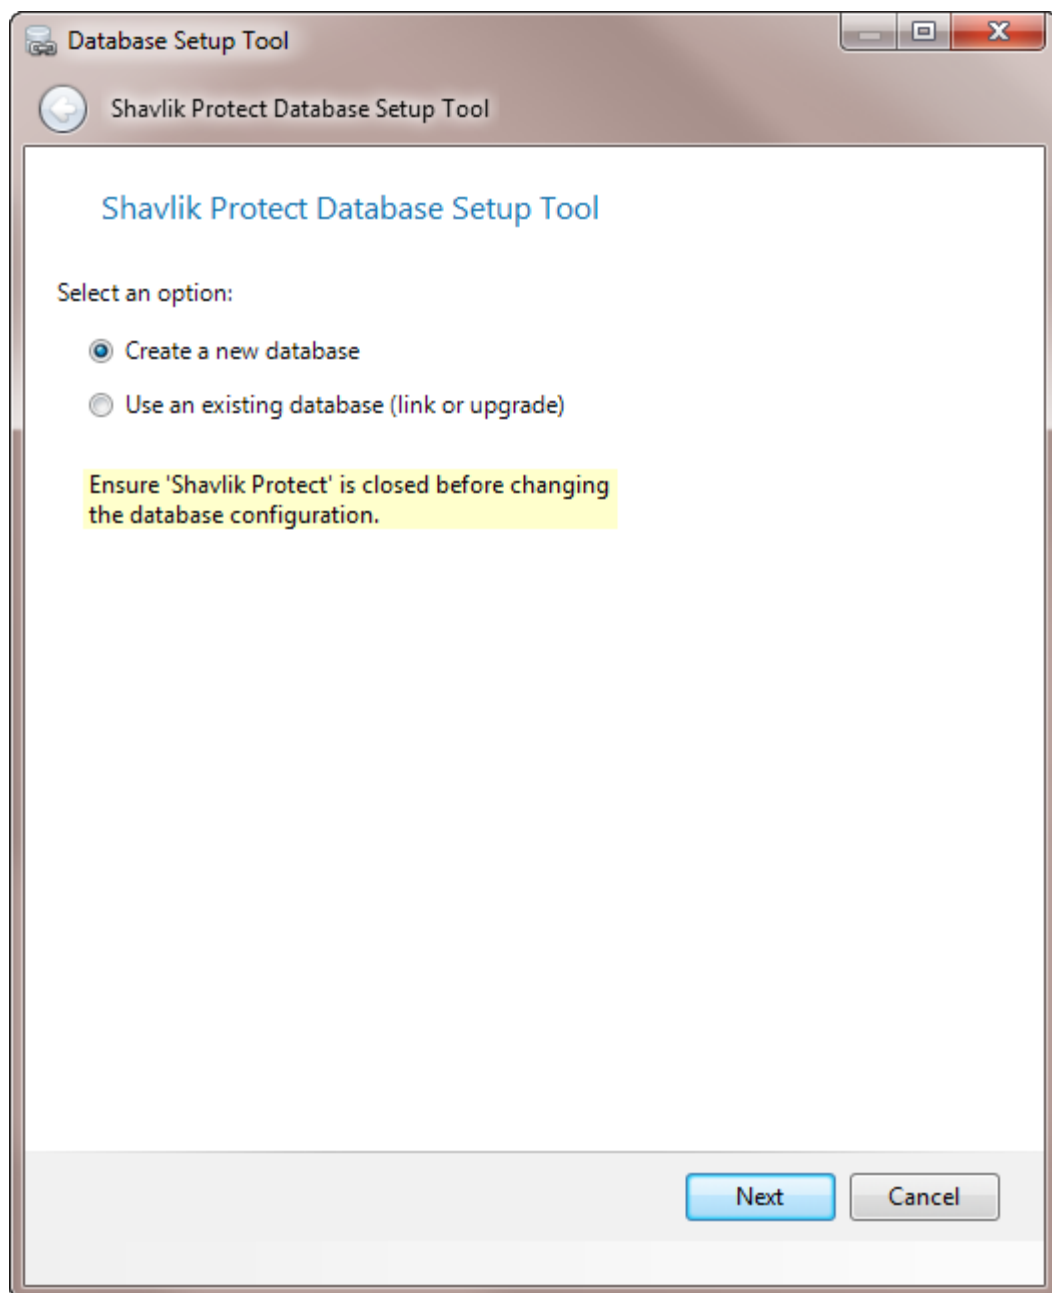 Database Setup Tool
Shavlik Protect Database Setup Tool
Shavlik Protect Database Setup Tool
Select an option:
Create a new database
Use an existing database (link or upgrade)
Ensure 'Shavlik Protect' is closed before changing
the database configuration.
Next
Cancel